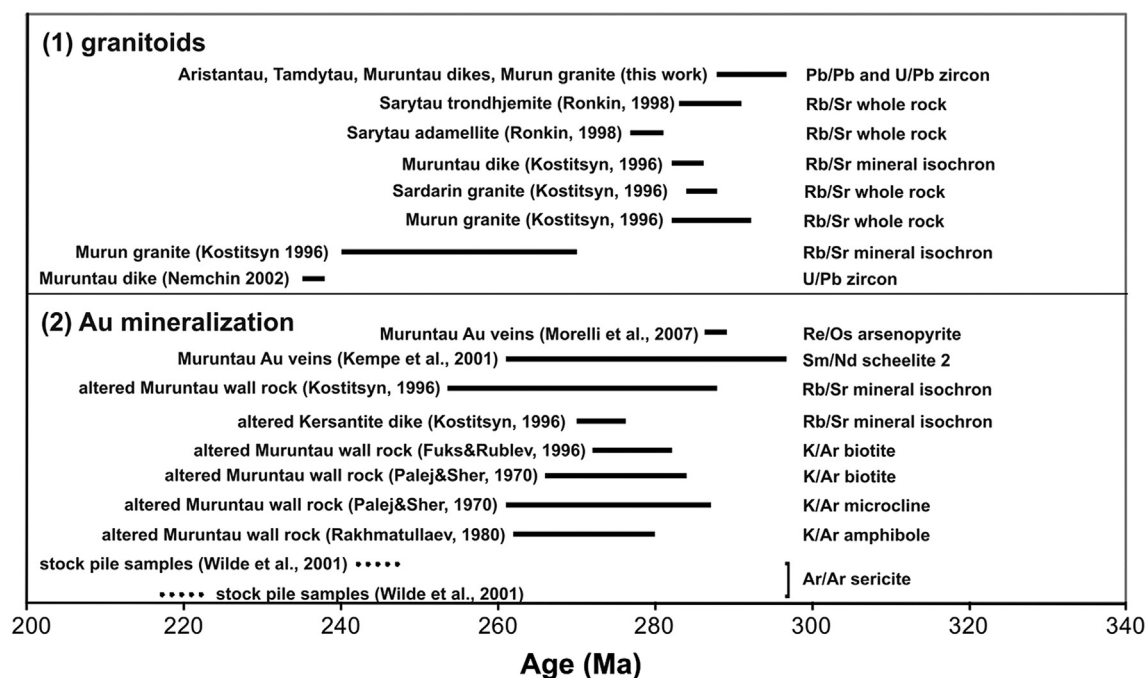 (1) granitoids
Aristantau, Tamdytau, Muruntau dikes, Murun granite (this work) Pb/Pb and U/Pb zircon
Sarytau trondhjemite (Ronkin, 1998) Rb/Sr whole rock
Sarytau adamellite (Ronkin, 1998) Rb/Sr whole rock
Muruntau dike (Kostitsyn, 1996) Rb/Sr mineral isochron
Sardarin granite (Kostitsyn, 1996) Rb/Sr whole rock
Murun granite (Kostitsyn, 1996) Rb/Sr whole rock
Murun granite (Kostitsyn 1996) Rb/Sr mineral isochron
Muruntau dike (Nemchin 2002) U/Pb zircon
(2) Au mineralization
Muruntau Au veins (Morelli et al., 2007) Re/Os arsenopyrite
Muruntau Au veins (Kempe et al., 2001) Sm/Nd scheelite 2
altered Muruntau wall rock (Kostitsyn, 1996) Rb/Sr mineral isochron
altered Kersantite dike (Kostitsyn, 1996) Rb/Sr mineral isochron
altered Muruntau wall rock (Fuks&Rublev, 1996) K/Ar biotite
altered Muruntau wall rock (Palej&Sher, 1970) K/Ar biotite
altered Muruntau wall rock (Palej&Sher, 1970) K/Ar microcline
altered Muruntau wall rock (Rakhmatullaev, 1980) K/Ar amphibole
stock pile samples (Wilde et al., 2001)
Ar/Ar sericite
stock pile samples (Wilde et al., 2001)
200 220 240 260 280 300 320 340
Age (Ma)